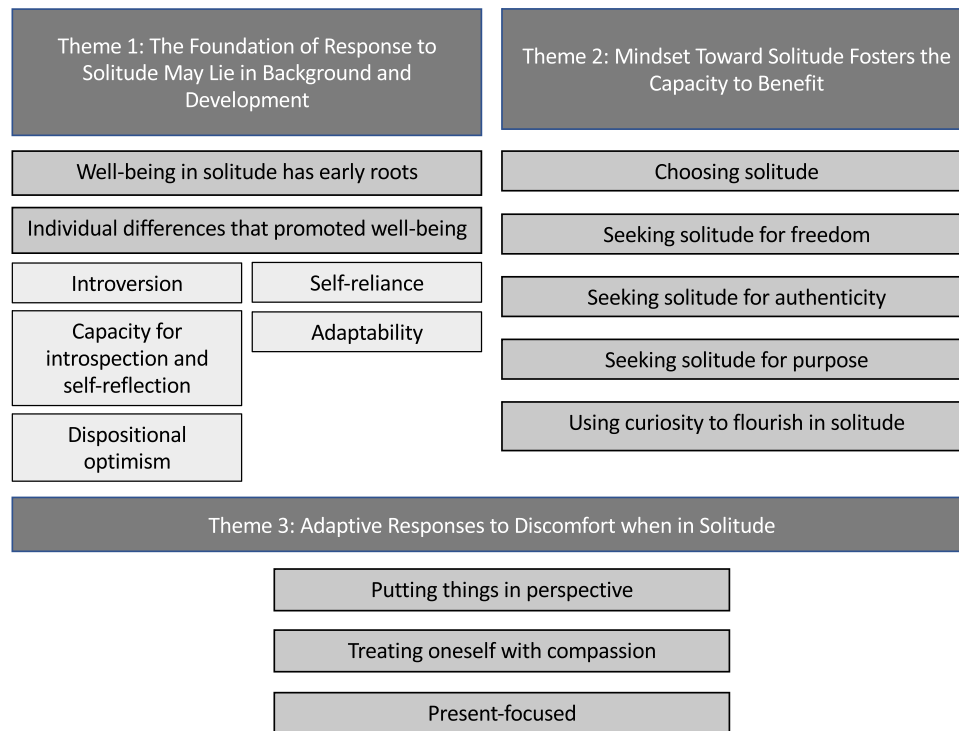 Theme 1: The Foundation of Response to
Solitude May Lie in Background and
Development
Well-being in solitude has early roots
Individual differences that promoted well-being
Introversion
Self-reliance
Capacity for
introspection and
self-reflection
Adaptability
Dispositional
optimism
Theme 2: Mindset Toward Solitude Fosters the
Capacity to Benefit
Choosing solitude
Seeking solitude for freedom
Seeking solitude for authenticity
Seeking solitude for purpose
Using curiosity to flourish in solitude
Theme 3: Adaptive Responses to Discomfort when in Solitude
Putting things in perspective
Treating oneself with compassion
Present-focused